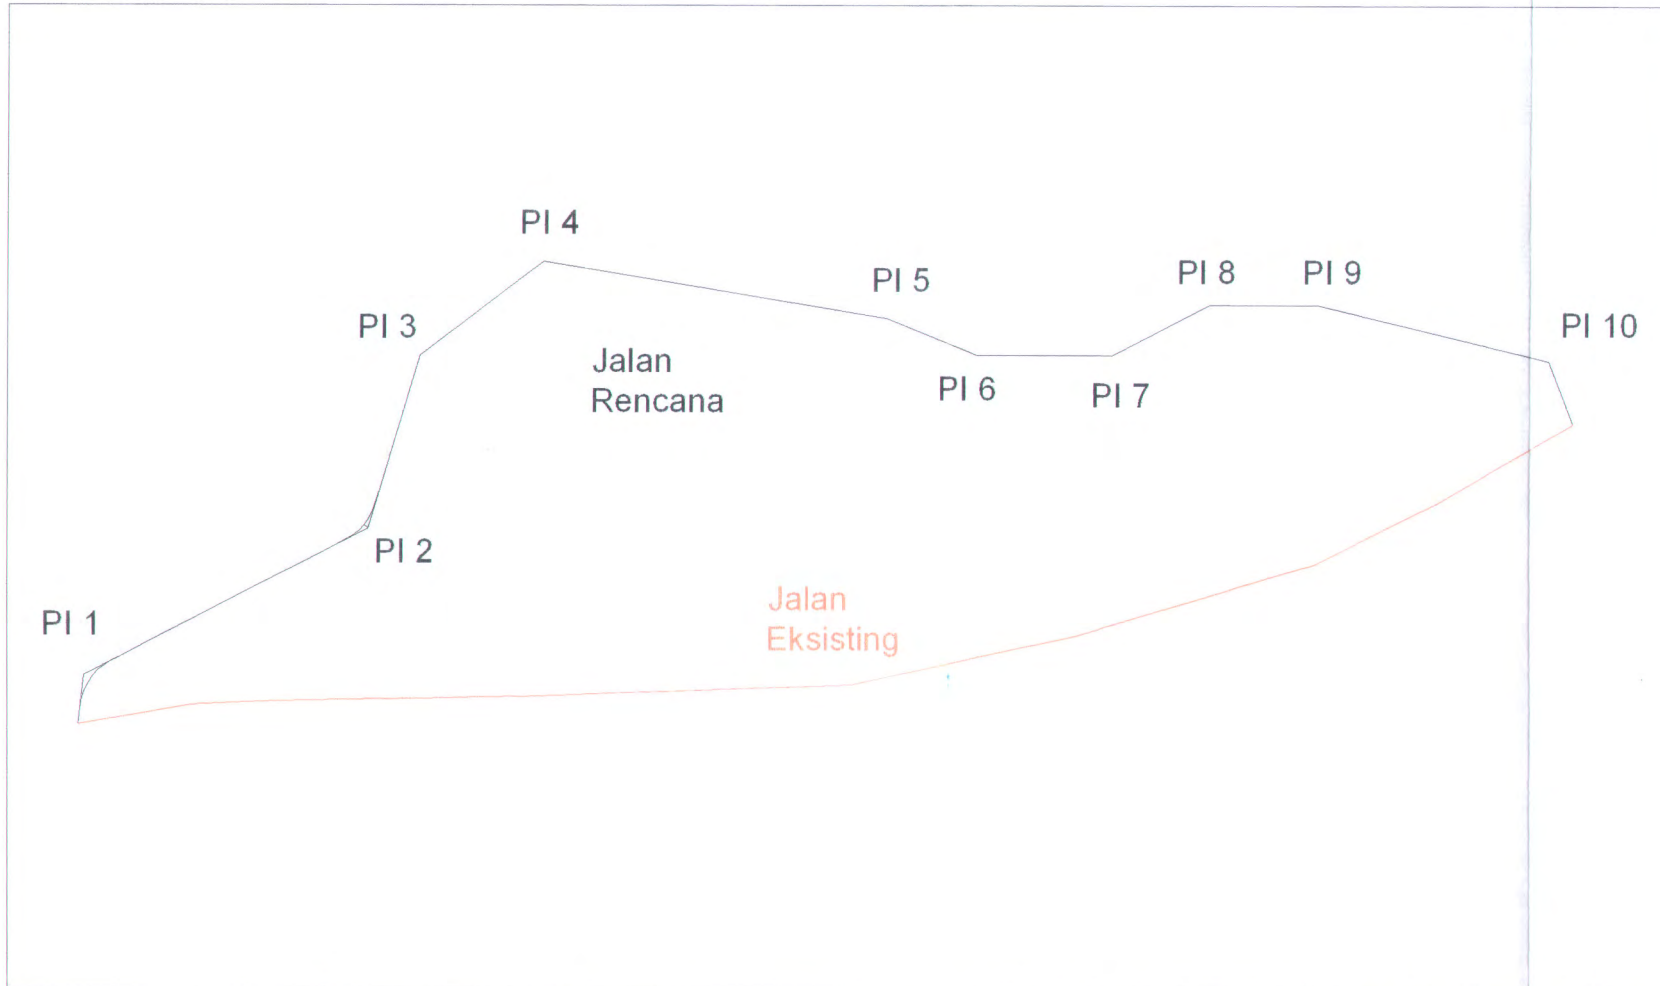 PI 4
PI 5
PI 8
PI 9
PI 3
PI 10
Jalan
Rencana
PI 6
PI 7
PI 2
PI 1
Jalan
Eksisting